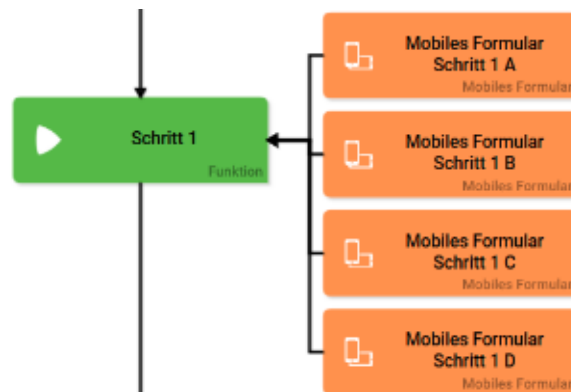 Schritt 1
Funktion
Mobiles Formular
Schritt 1 A
Mobiles Formular
Mobiles Formular
Schritt 1 B
Mobiles Formular
Mobiles Formular
Schritt 1 C
Mobiles Formular
Mobiles Formular
Schritt 1 D
Mobiles Formular